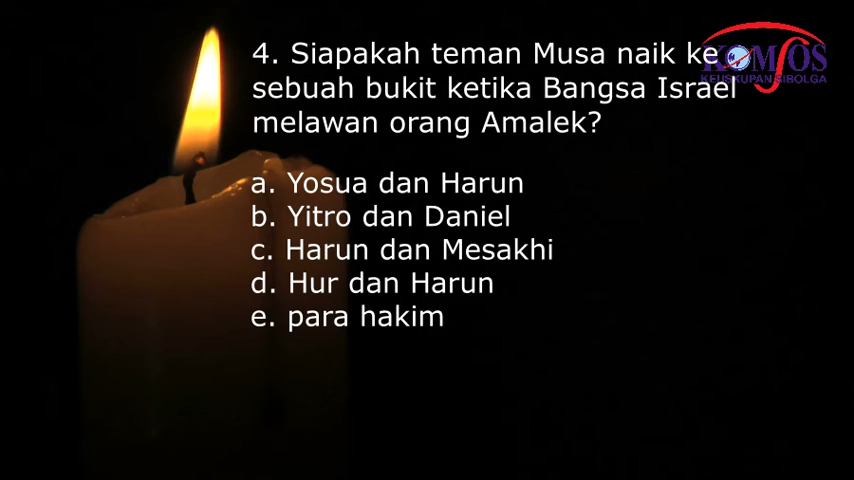 4. Siapakah teman Musa naik ke
sebuah bukit ketika Bangsa Israel
melawan orang Amalek?
a. Yosua dan Harun
b. Yitro dan Daniel
c. Harun dan Mesakhi
d. Hur dan Harun
e. para hakim
KOMSOS
KEUSKUPAN SIBOLGA